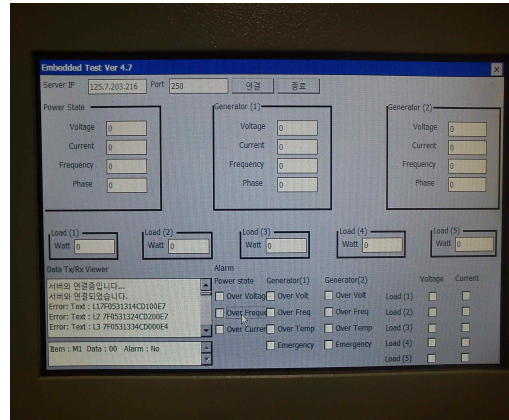 Embedded Test Ver 4.7
Server IP 125.7.203.216 Port 250 연결 종료
Power State Generator (1) Generator (2)
Voltage 0 Voltage 0 Voltage 0
Current 0 Current 0 Current 0
Frequency 0 Frequency 0 Frequency 0
Phase 0 Phase 0 Phase 0
Load (1) Load (2) Load (3) Load (4) Load (5)
Watt 0 Watt 0 Watt 0 Watt 0 Watt 0
Data Tx/Rx Viewer Alarm
Power state Generator(1) Generator(2) Voltage Current
서버와 연결중입니다...
서버와 연결되었습니다.
Error: Text : L17F0531314CD100E7
Error: Text : L2 7F0531334CD000E7
Error: Text : L3 7F0531334CD000E4
Item : M1 Data : 00 Alarm : No
Over Voltag Over Volt Over Volt Load (1)
Over Freque Over Freq Over Freq Load (2)
Over Curren Over Temp Over Temp Load (3)
Emergency Emergency Load (4)
Load (5)